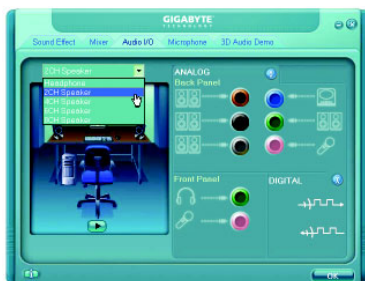 GIGABYTE
TECHNOLOGY
Sound Effect Mixer Audio I/O Microphone 3D Audio Demo
2CH Speaker
Headphone
2CH Speaker
4CH Speaker
6CH Speaker
8CH Speaker
ANALOG
Back Panel
Front Panel
DIGITAL
OK